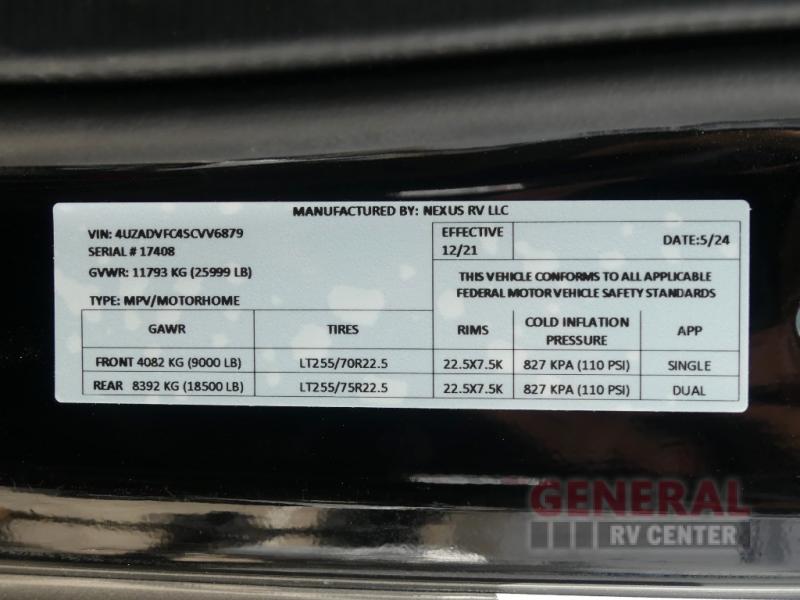 MANUFACTURED BY: NEXUS RV LLC
VIN: 4UZADVFC4SCVV6879
SERIAL # 17408
GVWR: 11793 KG (25999 LB)
TYPE: MPV/MOTORHOME
EFFECTIVE 12/21
DATE:5/24
THIS VEHICLE CONFORMS TO ALL APPLICABLE
FEDERAL MOTOR VEHICLE SAFETY STANDARDS
GAWR TIRES RIMS COLD INFLATION PRESSURE APP
FRONT 4082 KG (9000 LB) LT255/70R22.5 22.5X7.5K 827 KPA (110 PSI) SINGLE
REAR 8392 KG (18500 LB) LT255/75R22.5 22.5X7.5K 827 KPA (110 PSI) DUAL
GENERAL
RV CENTER